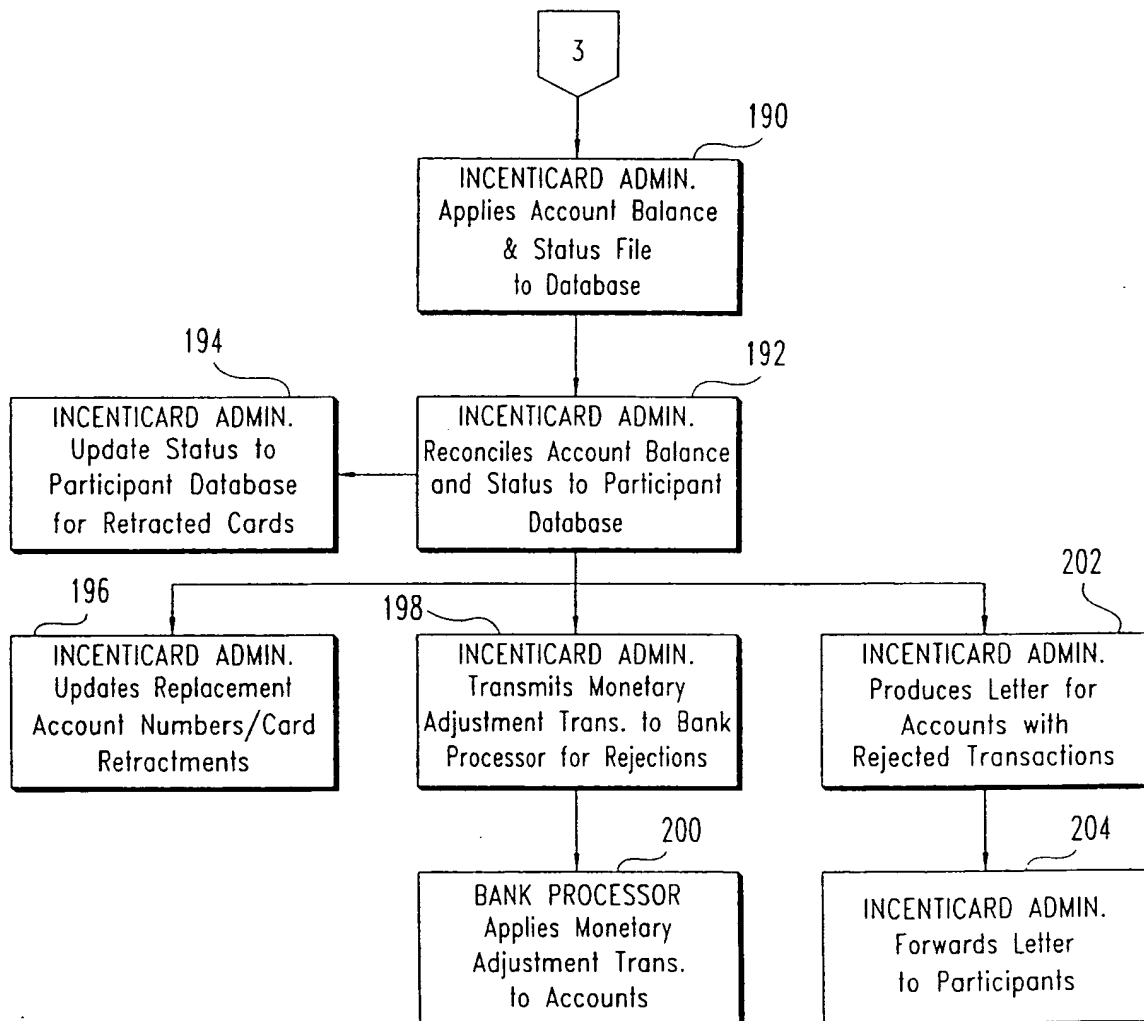 3
190
INCENTICARD ADMIN.
Applies Account Balance
& Status File
to Database
194
INCENTICARD ADMIN.
Update Status to
Participant Database
for Retracted Cards
192
INCENTICARD ADMIN.
Reconciles Account Balance
and Status to Participant
Database
196
INCENTICARD ADMIN.
Updates Replacement
Account Numbers/Card
Retractments
198
INCENTICARD ADMIN.
Transmits Monetary
Adjustment Trans. to Bank
Processor for Rejections
202
INCENTICARD ADMIN.
Produces Letter for
Accounts with
Rejected Transactions
200
BANK PROCESSOR
Applies Monetary
Adjustment Trans.
to Accounts
204
INCENTICARD ADMIN.
Forwards Letter
to Participants